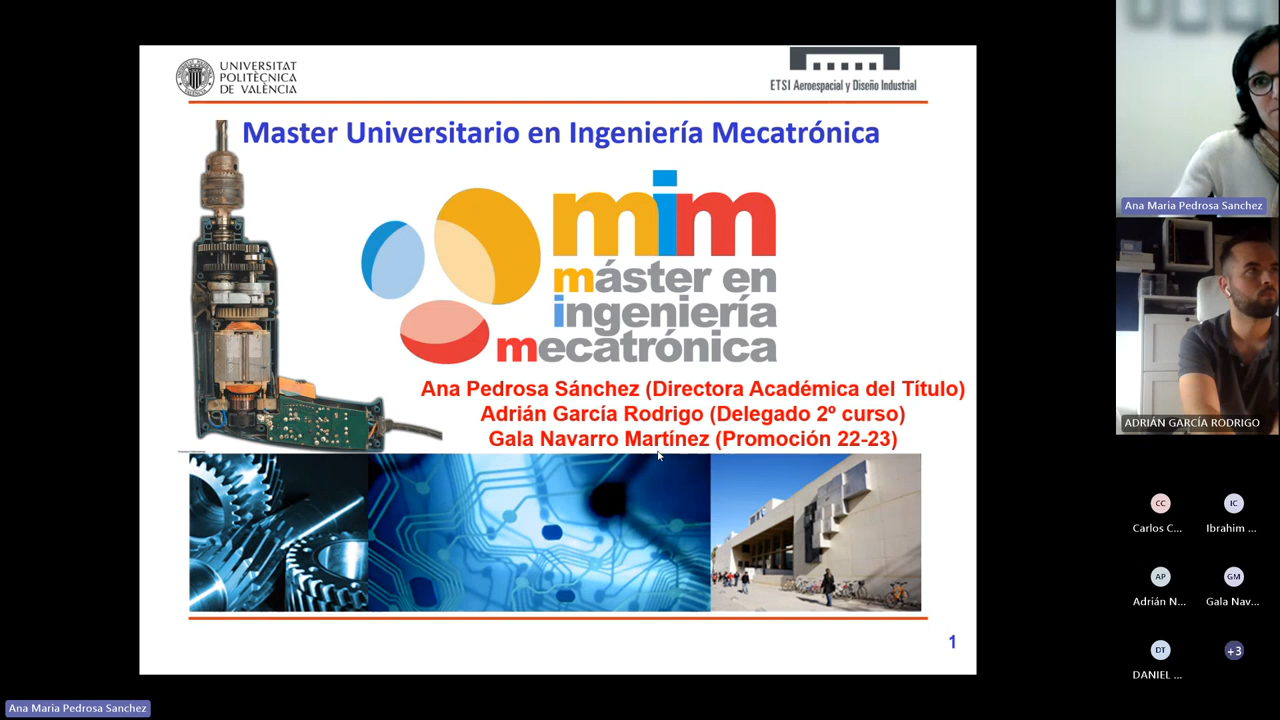 UNIVERSITAT
POLITÈCNICA
DE VALÈNCIA
ETSI Aeroespacial y Diseño Industrial
Master Universitario en Ingeniería Mecatrónica
mim
máster en
ingeniería
mecatrónica
Ana Pedrosa Sánchez (Directora Académica del Título)
Adrián García Rodrigo (Delegado 2º curso)
Gala Navarro Martínez (Promoción 22-23)
1
Ana Maria Pedrosa Sanchez
Ana Maria Pedrosa Sanchez
ADRIÁN GARCÍA RODRIGO
CC
IC
Carlos C...
Ibrahim ...
AP
GM
Adrián N...
Gala Nav...
DT
+3
DANIEL ...